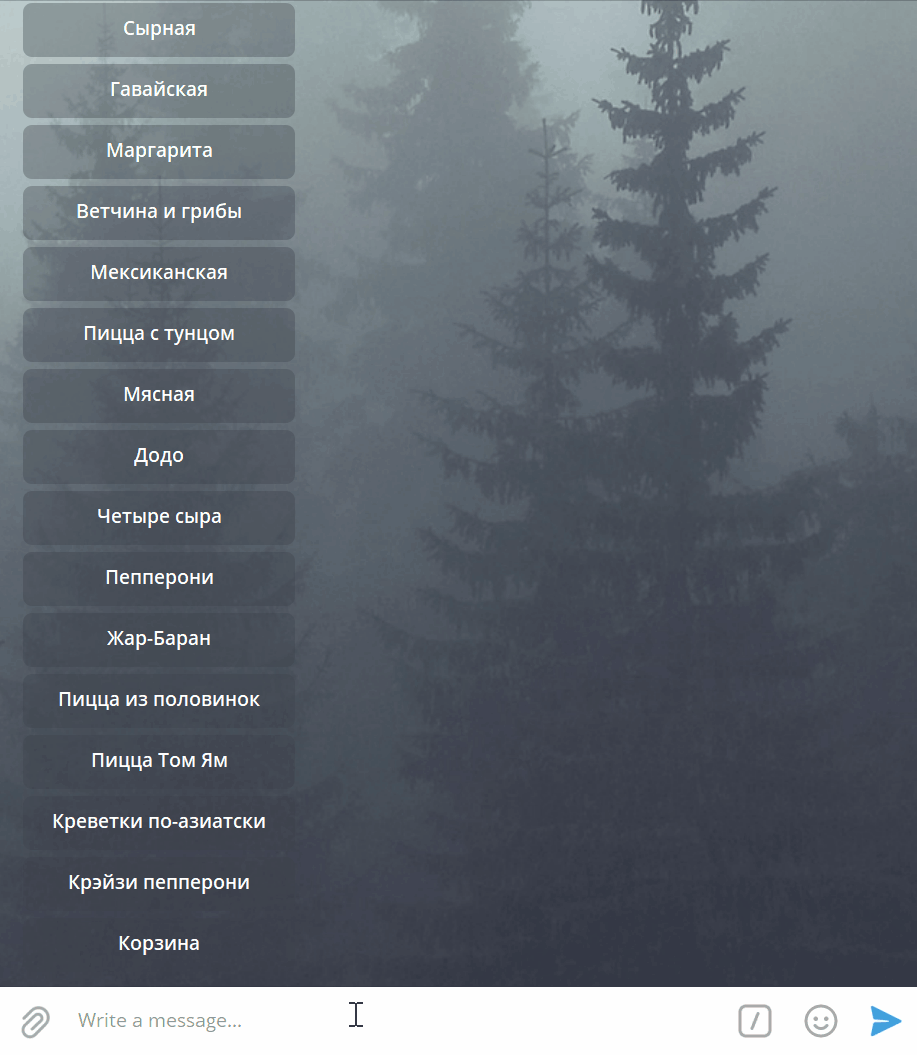 Сырная
Гавайская
Маргарита
Ветчина и грибы
Мексиканская
Пицца с тунцом
Мясная
Додо
Четыре сыра
Пепперони
Жар-Баран
Пицца из половинок
Пицца Том Ям
Креветки по-азиатски
Крэйзи пепперони
Корзина
Write a message...